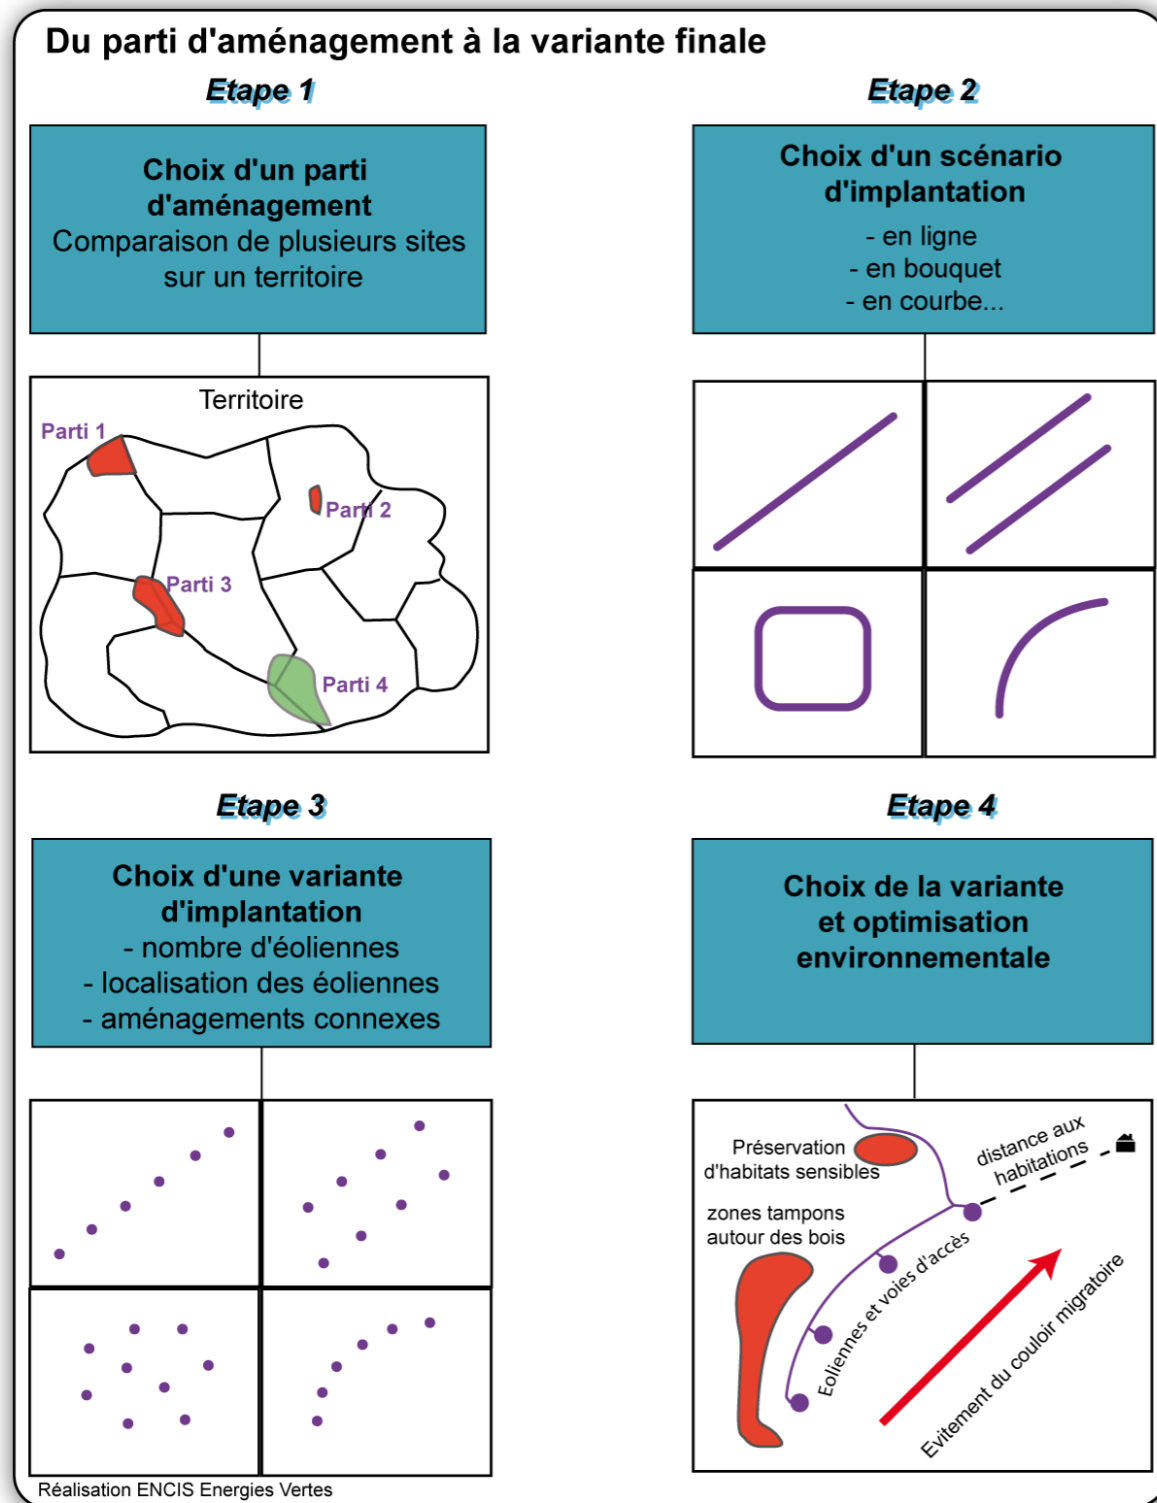 Du parti d'aménagement à la variante finale
Etape 1
Choix d'un parti
d'aménagement
Comparaison de plusieurs sites
sur un territoire
Territoire
Parti 1
Parti 2
Parti 3
Parti 4
Etape 2
Choix d'un scénario
d'implantation
- en ligne
- en bouquet
- en courbe...
Etape 3
Choix d'une variante
d'implantation
- nombre d'éoliennes
- localisation des éoliennes
- aménagements connexes
Etape 4
Choix de la variante
et optimisation
environnementale
Préservation
d'habitats sensibles
distance aux
habitations
zones tampons
autour des bois
Eoliennes et voies d'accès
Evitement du couloir migratoire
Réalisation ENCIS Energies Vertes